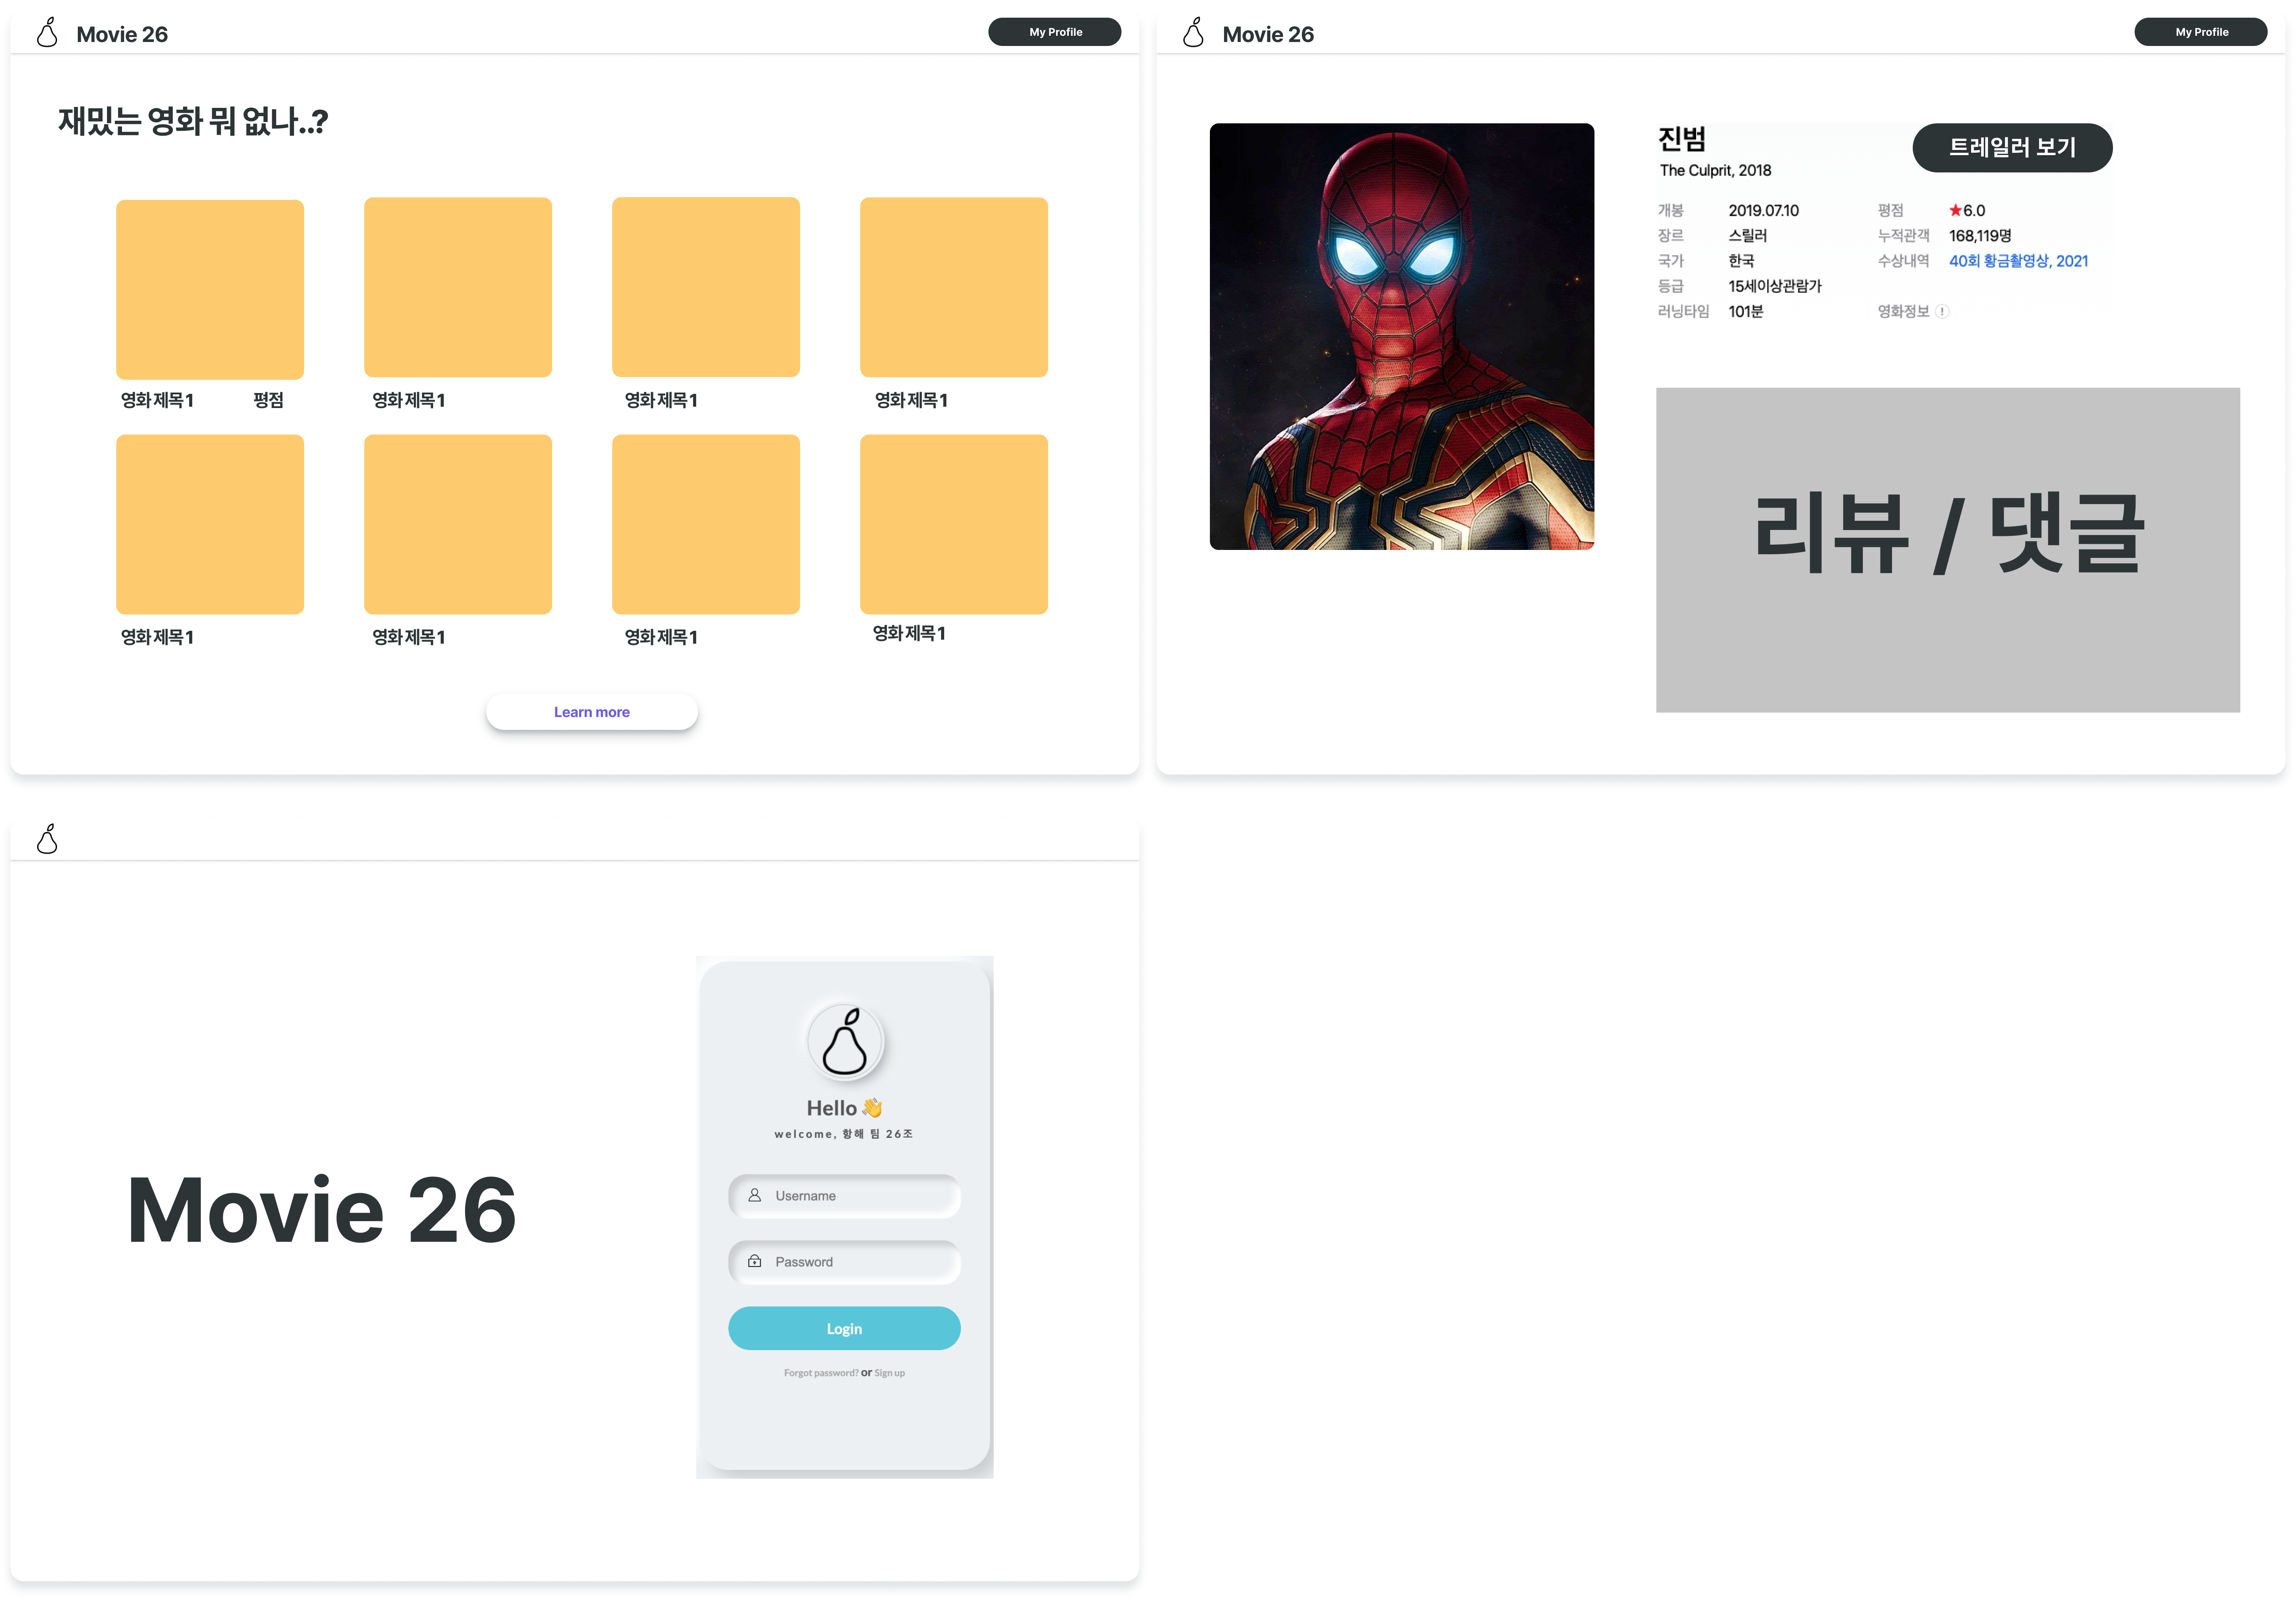 Movie 26
My Profile
재밌는 영화 뭐 없나..?
영화 제목1 평점
영화 제목1
영화 제목1
영화 제목1
영화 제목1
영화 제목1
영화 제목1
영화 제목1
Learn more
Movie 26
My Profile
진범
트레일러 보기
The Culprit, 2018
개봉 2019.07.10 평점 ★6.0
장르 스릴러 누적관객 168,119명
국가 한국 수상내역 40회 황금촬영상, 2021
등급 15세이상관람가
러닝타임 101분 영화정보 !
리뷰 / 댓글
Movie 26
Hello 👋
welcome, 항해 팀 26조
Username
Password
Login
Forgot password? or Sign up